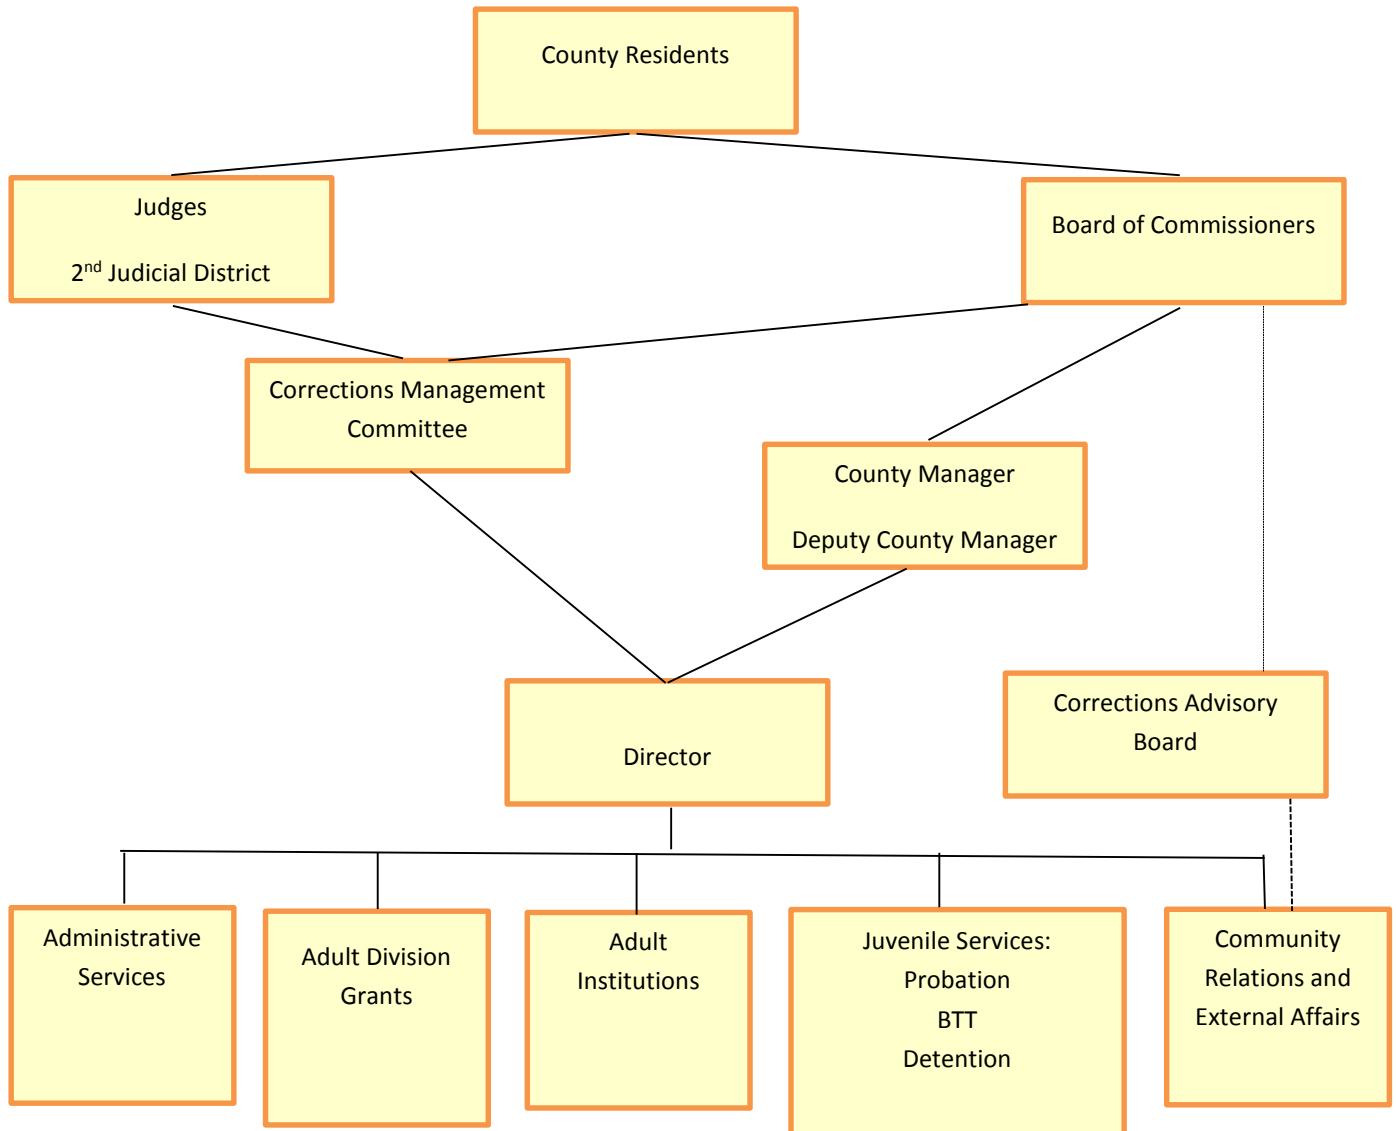 County Residents
Judges
2nd Judicial District
Board of Commissioners
Corrections Management
Committee
County Manager
Deputy County Manager
Director
Corrections Advisory
Board
Administrative
Services
Adult Division
Grants
Adult
Institutions
Juvenile Services:
Probation
BTT
Detention
Community
Relations and
External Affairs